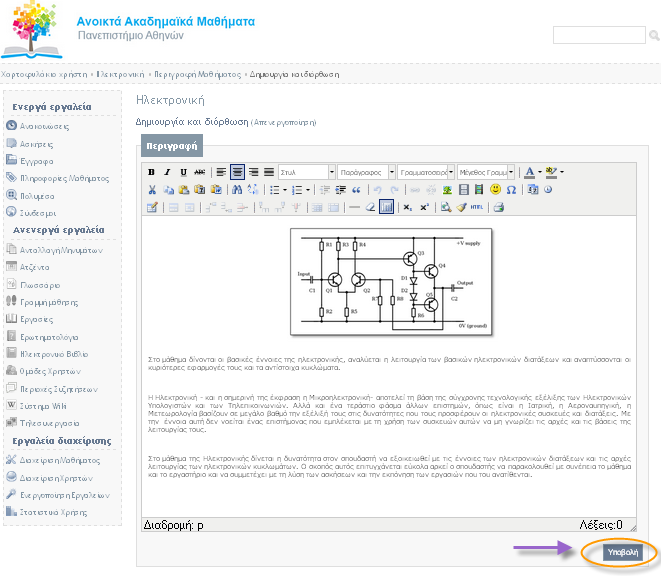 Ανοικτά Ακαδημαϊκά Μαθήματα
Πανεπιστήμιο Αθηνών
Χαρτοφυλάκιο χρήστη • Ηλεκτρονική • Περιγραφή Μαθήματος • Δημιουργία και διόρθωση
Ενεργά εργαλεία
Ανακοινώσεις
Ασκήσεις
Έγγραφα
Πληροφορίες Μαθήματος
Πολυμέσα
Σύνδεσμοι
Ανενεργά εργαλεία
Ανταλλαγή Μηνυμάτων
Ατζέντα
Γλωσσάριο
Γραμμή μάθησης
Εργασίες
Ερωτηματολόγια
Ηλεκτρονικό Βιβλίο
Ομάδες Χρηστών
Περιοχές Συζητήσεων
Σύστημα Wiki
Τηλεσυνεργασία
Εργαλεία διαχείρισης
Διαχείριση Μαθήματος
Διαχείριση Χρηστών
Ενεργοποίηση Εργαλείων
Στατιστικά Χρήσης
Ηλεκτρονική
Δημιουργία και διόρθωση (Απενεργοποίηση)
Περιγραφή
B I U ABC Στυλ Παράγραφος Γραμματοσειρά Μέγεθος Γραμμ A ab
HTML
R1 R3 R4 Q3 +V supply
Q4
Input D1 Output
C1 Q1 Q2 D2 C2
R7 R8 Q5
R2 R5 R6
0V (ground)
Στο μάθημα δίνονται οι βασικές έννοιες της ηλεκτρονικής, αναλύεται η λειτουργία των βασικών ηλεκτρονικών διατάξεων και αναπτύσσονται οι
κυριότερες εφαρμογές τους και τα αντίστοιχα κυκλώματα.
Η Ηλεκτρονική - και η σημερινή της έκφραση η Μικροηλεκτρονική- αποτελεί τη βάση της σύγχρονης τεχνολογικής εξέλιξης των Ηλεκτρονικών
Υπολογιστών και των Τηλεπικοινωνιών. Αλλά και ένα τεράστιο φάσμα άλλων επιστημών, όπως είναι η Ιατρική, η Αεροναυπηγική, η
Μετεωρολογία βασίζουν σε μεγάλο βαθμό την εξέλιξή τους στις δυνατότητες που τους προσφέρουν οι ηλεκτρονικές συσκευές και διατάξεις. Με
την έννοια αυτή δεν νοείται ένας επιστήμονας που εμπλέκεται με τη χρήση των συσκευών αυτών να μη γνωρίζει τις αρχές και τις βάσεις της
λειτουργίας τους.
Στο μάθημα της Ηλεκτρονικής δίνεται η δυνατότητα στον σπουδαστή να εξοικειωθεί με τις έννοιες των ηλεκτρονικών διατάξεων και τις αρχές
λειτουργίας των ηλεκτρονικών κυκλωμάτων. Ο σκοπός αυτός επιτυγχάνεται εύκολα αρκεί ο σπουδαστής να παρακολουθεί με συνέπεια το μάθημα
και το εργαστήριο και να συμμετέχει με τη λύση των ασκήσεων και την εκπόνηση των εργασιών που του ανατίθενται..
Διαδρομή: p Λέξεις:0
Υποβολή